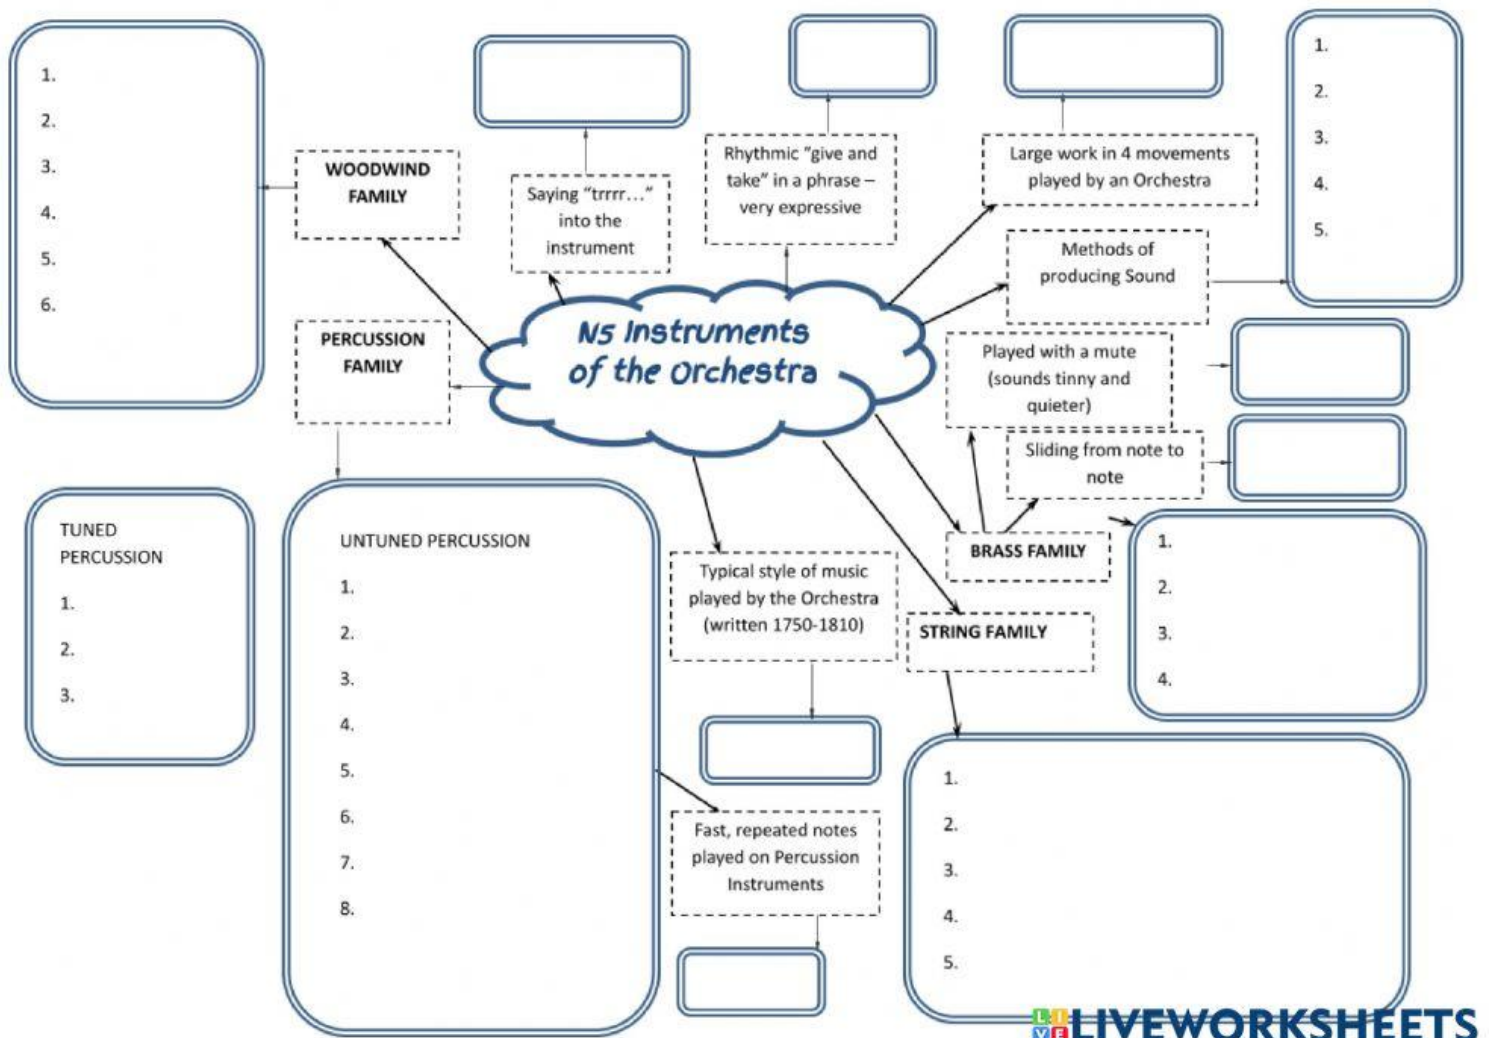 1.
2.
3.
4.
5.
6.
WOODWIND
FAMILY
Saying "trrrr..."
into the
instrument
Rhythmic "give and
take" in a phrase –
very expressive
Large work in 4 movements
played by an Orchestra
1.
2.
3.
4.
5.
Methods of
producing Sound
N5 Instruments
of the Orchestra
PERCUSSION
FAMILY
Played with a mute
(sounds tinny and
quieter)
Sliding from note to
note
BRASS FAMILY
1.
2.
3.
4.
TUNED
PERCUSSION
1.
2.
3.
UNTUNED PERCUSSION
1.
2.
3.
4.
5.
6.
7.
8.
Typical style of music
played by the Orchestra
(written 1750-1810)
STRING FAMILY
1.
2.
3.
4.
5.
Fast, repeated notes
played on Percussion
Instruments
LIVE LIVEWORKSHEETS